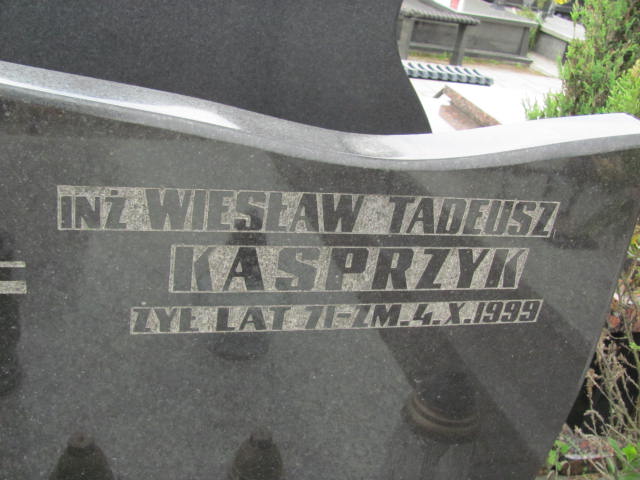 INŻ WIESŁAW TADEUSZ
KASPRZYK
ŻYŁ LAT 71-ZM.4.X.1999